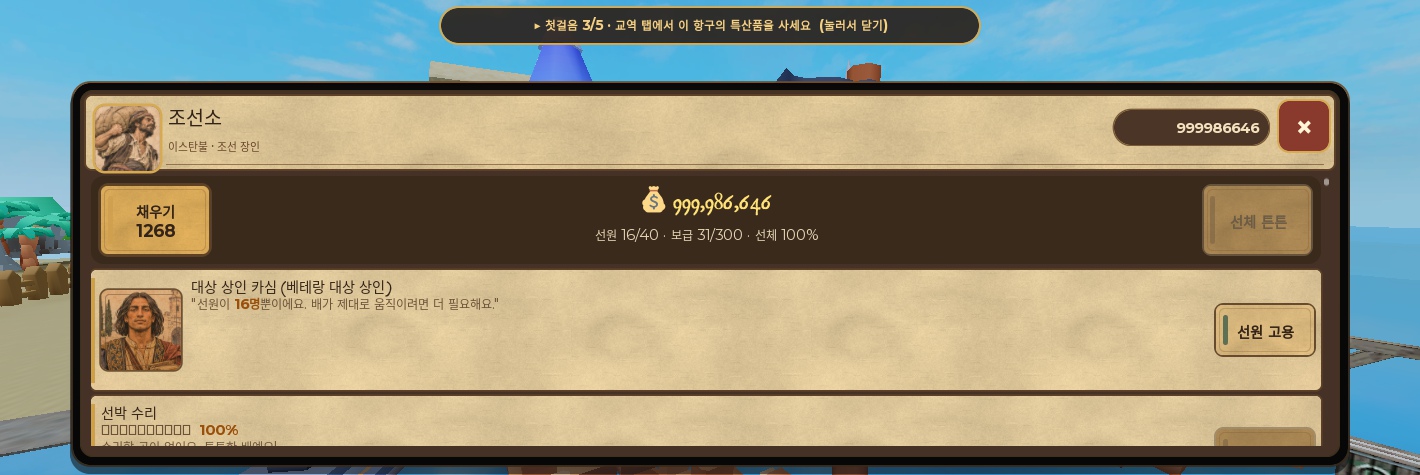 ▸ 첫걸음 3/5 · 교역 탭에서 이 항구의 특산품을 사세요 (눌러서 닫기)
조선소
이스탄불 · 조선 장인
999986646
×
채우기
1268
999,986,646
선원 16/40 · 보급 31/300 · 선체 100%
선체 튼튼
대상 상인 카심 (베테랑 대상 상인)
"선원이 16명뿐이에요. 배가 제대로 움직이려면 더 필요해요."
선원 고용
선박 수리
□□□□□□□□□□ 100%